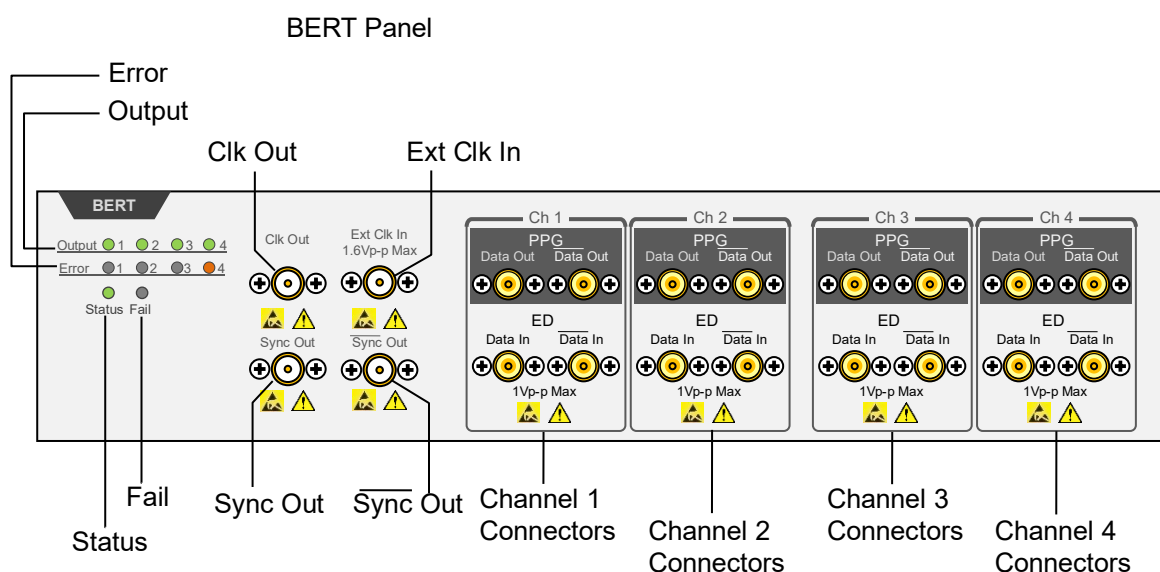 BERT Panel
Error
Output
Clk Out
Ext Clk In
BERT
Output 1 2 3 4
Error 1 2 3 4
Status Fail
Clk Out
Ext Clk In
1.6Vp-p Max
Sync Out
Sync Out
Ch 1
PPG
Data Out Data Out
ED
Data In Data In
1Vp-p Max
Ch 2
PPG
Data Out Data Out
ED
Data In Data In
1Vp-p Max
Ch 3
PPG
Data Out Data Out
ED
Data In Data In
1Vp-p Max
Ch 4
PPG
Data Out Data Out
ED
Data In Data In
1Vp-p Max
Status
Fail
Sync Out
Sync Out
Channel 1
Connectors
Channel 2
Connectors
Channel 3
Connectors
Channel 4
Connectors